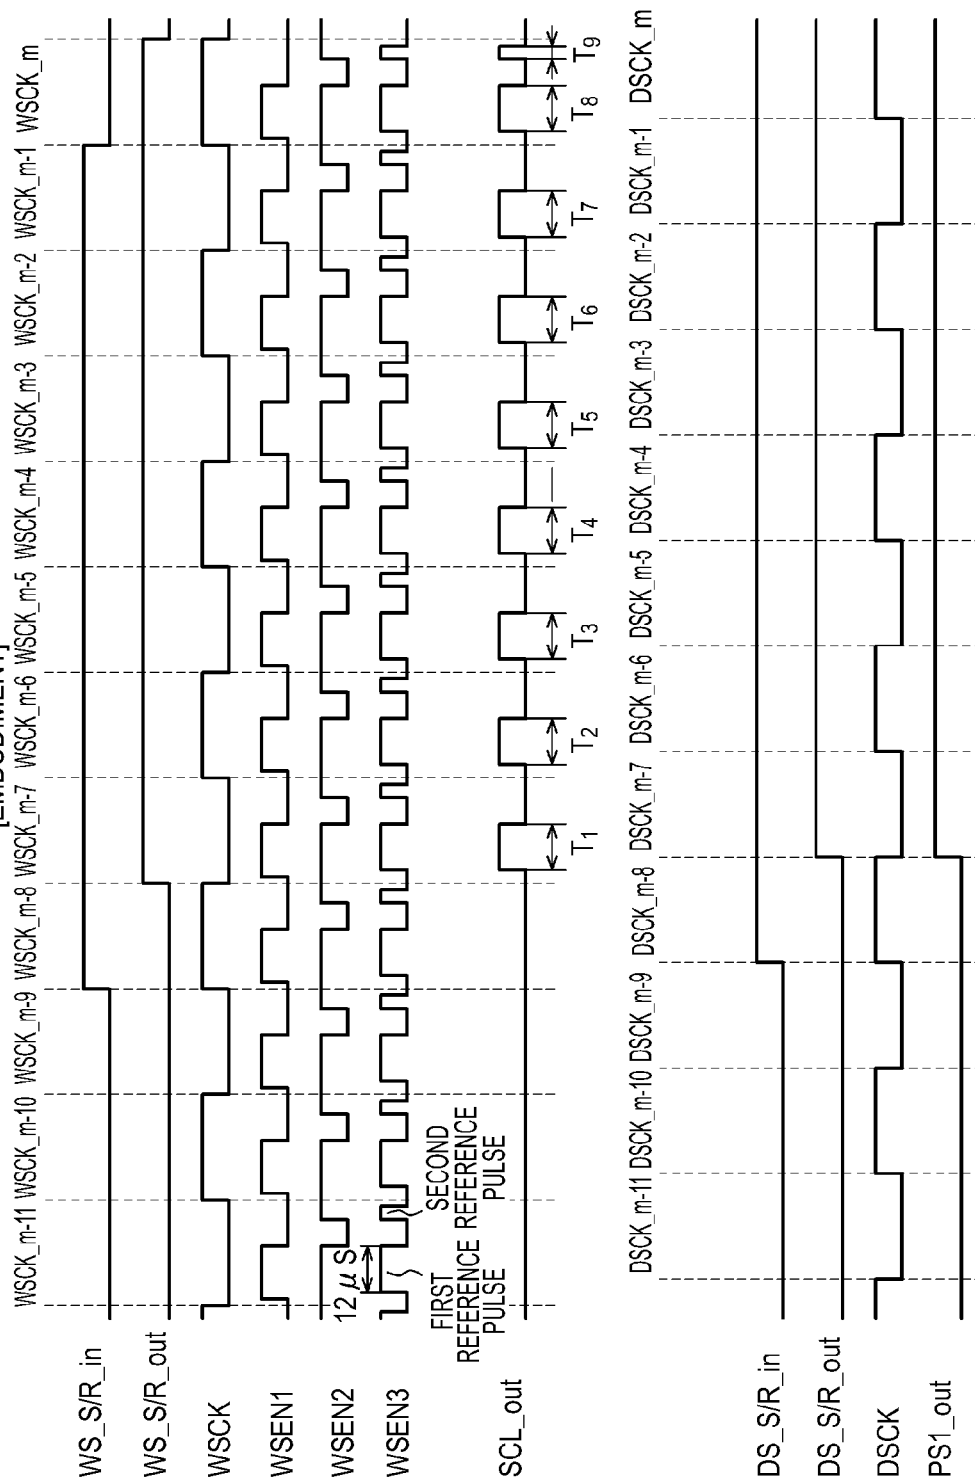 [EMBODIMENT]
WSCK_m-11 WSCK_m-10 WSCK_m-9 WSCK_m-8 WSCK_m-7 WSCK_m-6 WSCK_m-5 WSCK_m-4 WSCK_m-3 WSCK_m-2 WSCK_m-1 WSCK_m
WS_S/R_in
WS_S/R_out
WSCK
WSEN1
12 μS
WSEN2
WSEN3
FIRST REFERENCE PULSE
SECOND REFERENCE PULSE
SCL_out
T1 T2 T3 T4 T5 T6 T7 T8 T9
DSCK_m-11 DSCK_m-10 DSCK_m-9 DSCK_m-8 DSCK_m-7 DSCK_m-6 DSCK_m-5 DSCK_m-4 DSCK_m-3 DSCK_m-2 DSCK_m-1 DSCK_m
DS_S/R_in
DS_S/R_out
DSCK
PS1_out